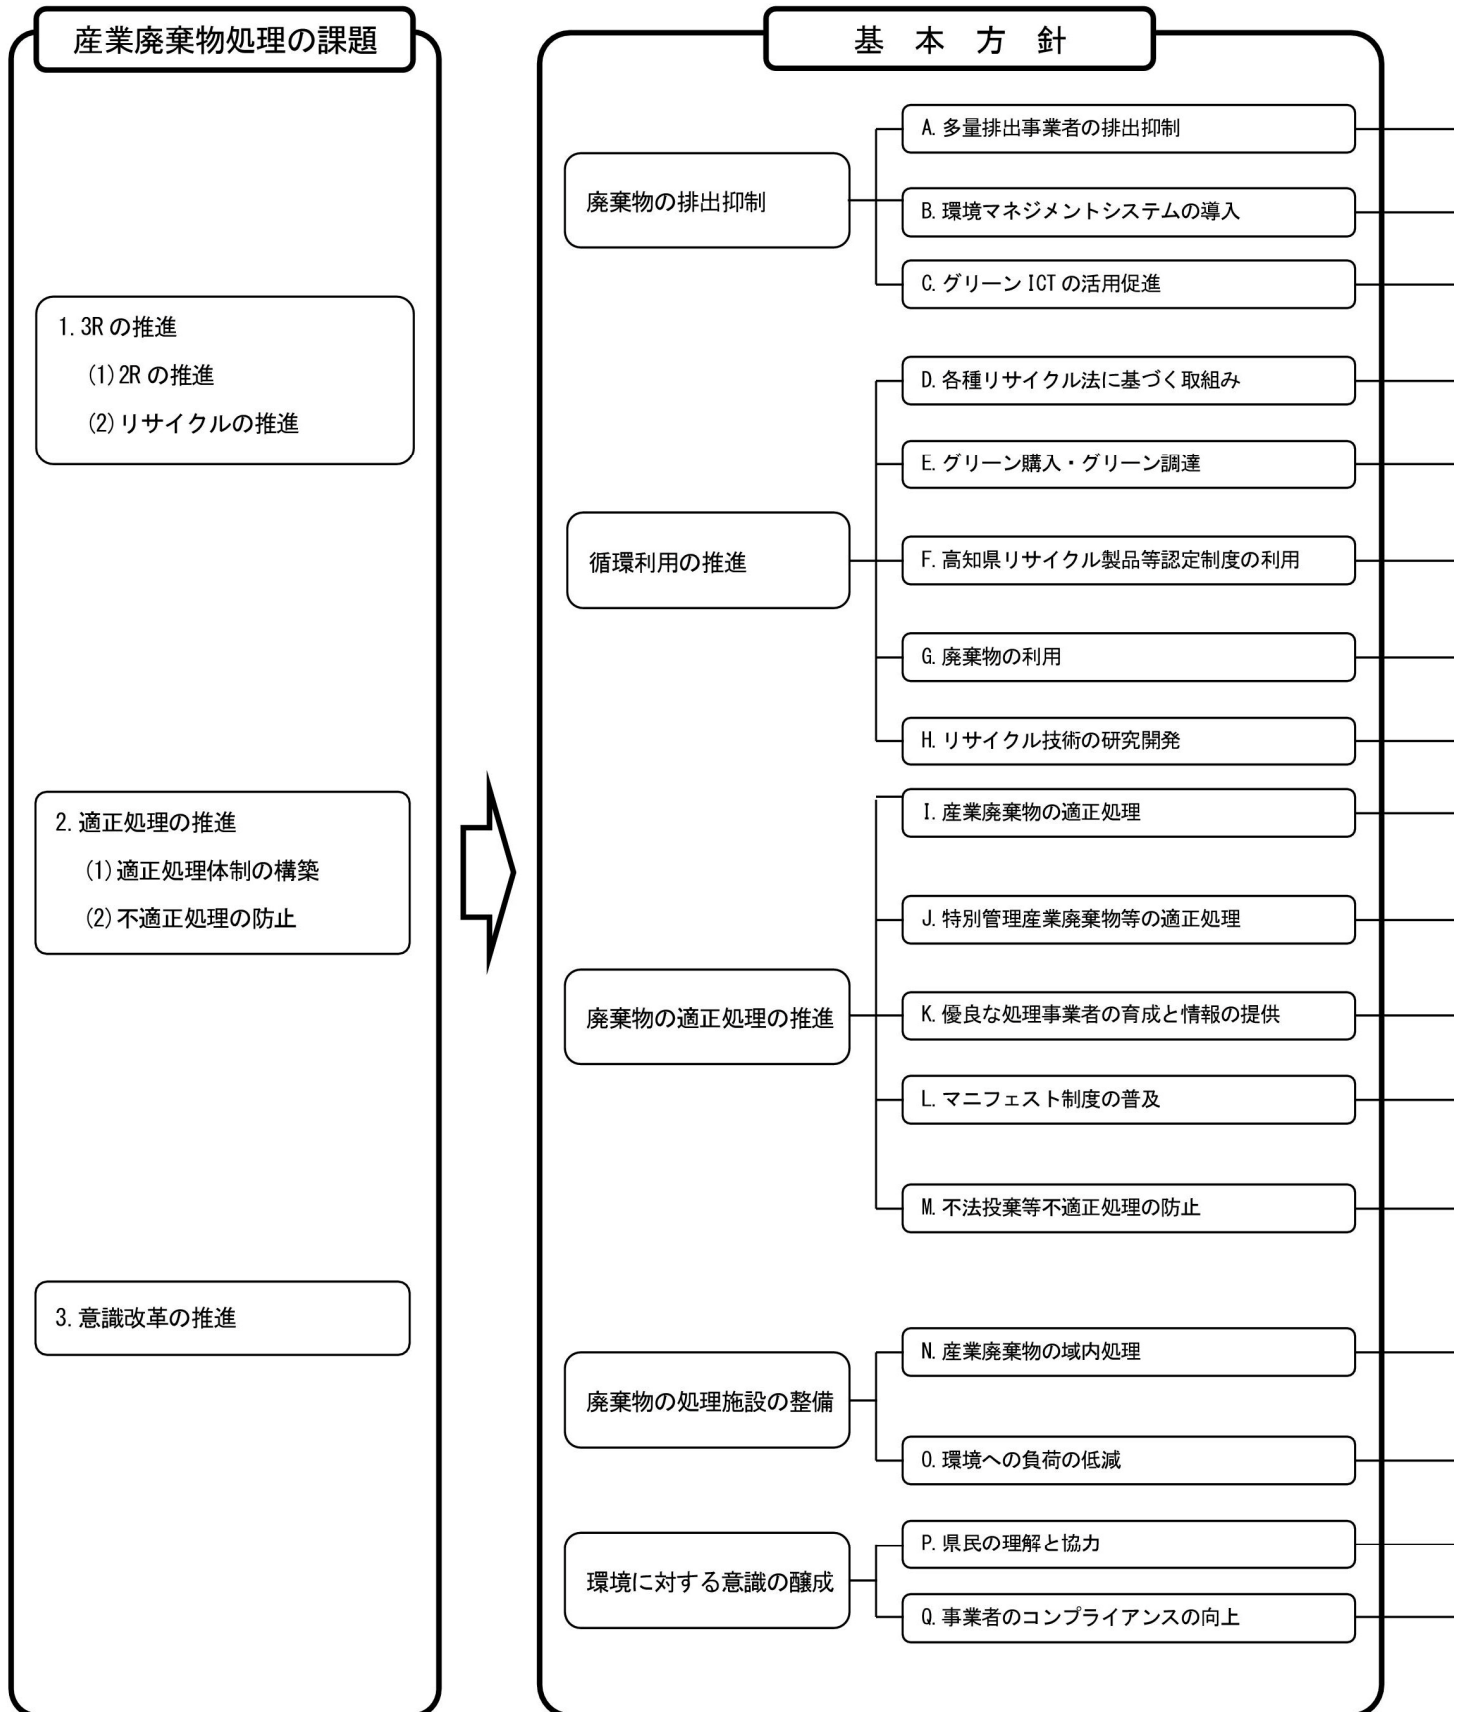 産業廃棄物処理の課題
1. 3Rの推進
(1)2Rの推進
(2)リサイクルの推進
2. 適正処理の推進
(1)適正処理体制の構築
(2)不適正処理の防止
3. 意識改革の推進
基 本 方 針
廃棄物の排出抑制
A. 多量排出事業者の排出抑制
B. 環境マネジメントシステムの導入
C. グリーン ICT の活用促進
循環利用の推進
D. 各種リサイクル法に基づく取組み
E. グリーン購入・グリーン調達
F. 高知県リサイクル製品等認定制度の利用
G. 廃棄物の利用
H. リサイクル技術の研究開発
廃棄物の適正処理の推進
I. 産業廃棄物の適正処理
J. 特別管理産業廃棄物等の適正処理
K. 優良な処理事業者の育成と情報の提供
L. マニフェスト制度の普及
M. 不法投棄等不適正処理の防止
廃棄物の処理施設の整備
N. 産業廃棄物の域内処理
O. 環境への負荷の低減
環境に対する意識の醸成
P. 県民の理解と協力
Q. 事業者のコンプライアンスの向上